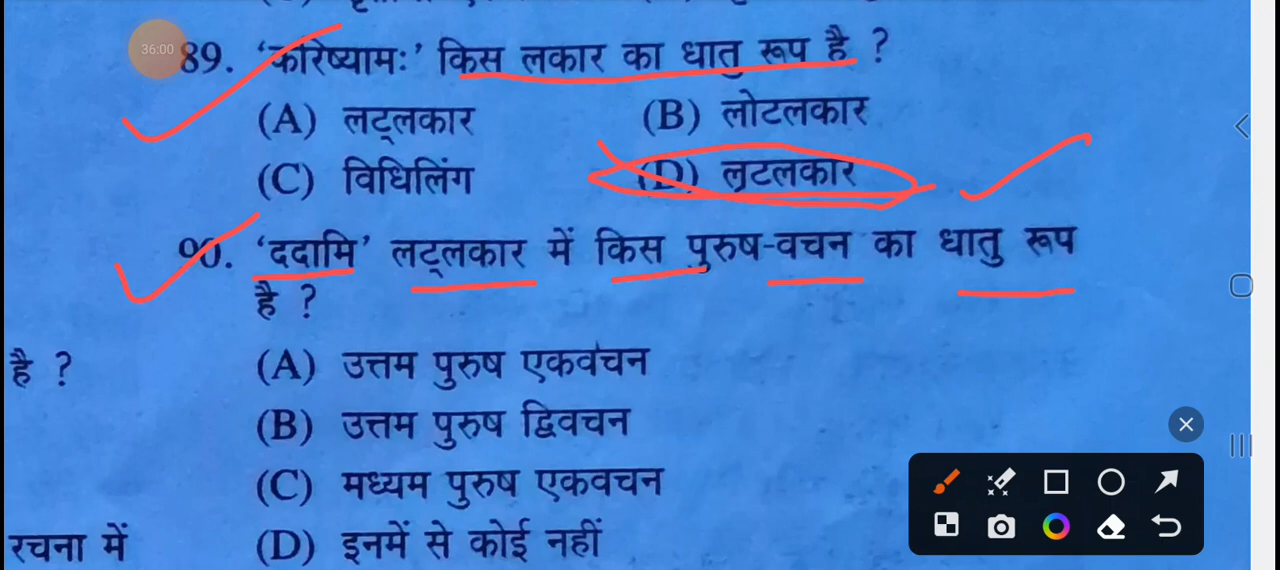 36:00
89. ‘करिष्यामः’ किस लकार का धातु रूप है ?
(A) लट्लकार (B) लोटलकार
(C) विधिलिंग (D) लृटलकार
90. ‘ददामि’ लट्लकार में किस पुरुष-वचन का धातु रूप
है ?
है ? (A) उत्तम पुरुष एकवचन
(B) उत्तम पुरुष द्विवचन
(C) मध्यम पुरुष एकवचन
रचना में (D) इनमें से कोई नहीं